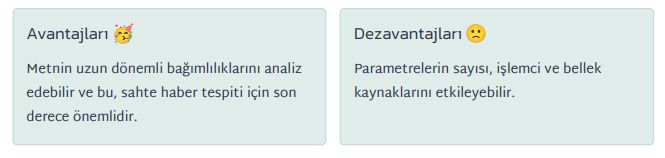 Avantajları 🥳
Metnin uzun dönemli bağımlılıklarını analiz
edebilir ve bu, sahte haber tespiti için son
derece önemlidir.
Dezavantajları 🙁
Parametrelerin sayısı, işlemci ve bellek
kaynaklarını etkileyebilir.